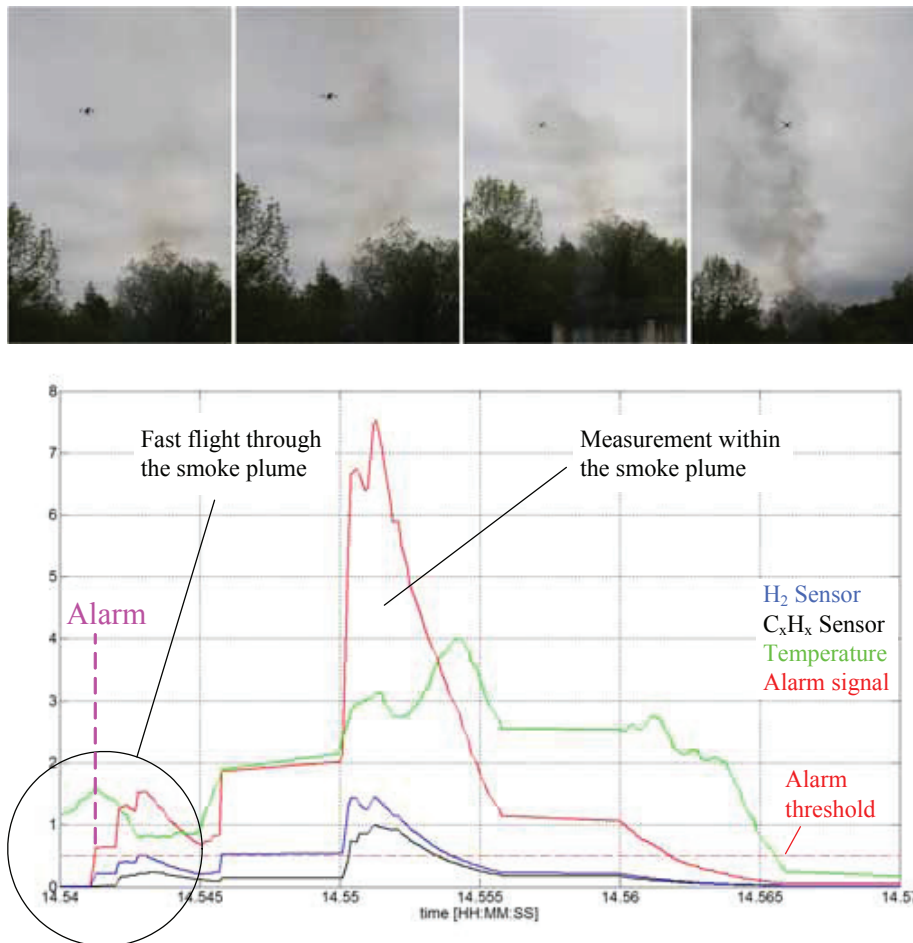 8
Fast flight through
the smoke plume
Measurement within
the smoke plume
7
6
5
H₂ Sensor
CₓHₓ Sensor
Temperature
Alarm signal
Alarm
4
3
2
Alarm
threshold
1
0
14.54 14.545 14.55 14.555 14.56 14.565 14.57
time [HH:MM:SS]